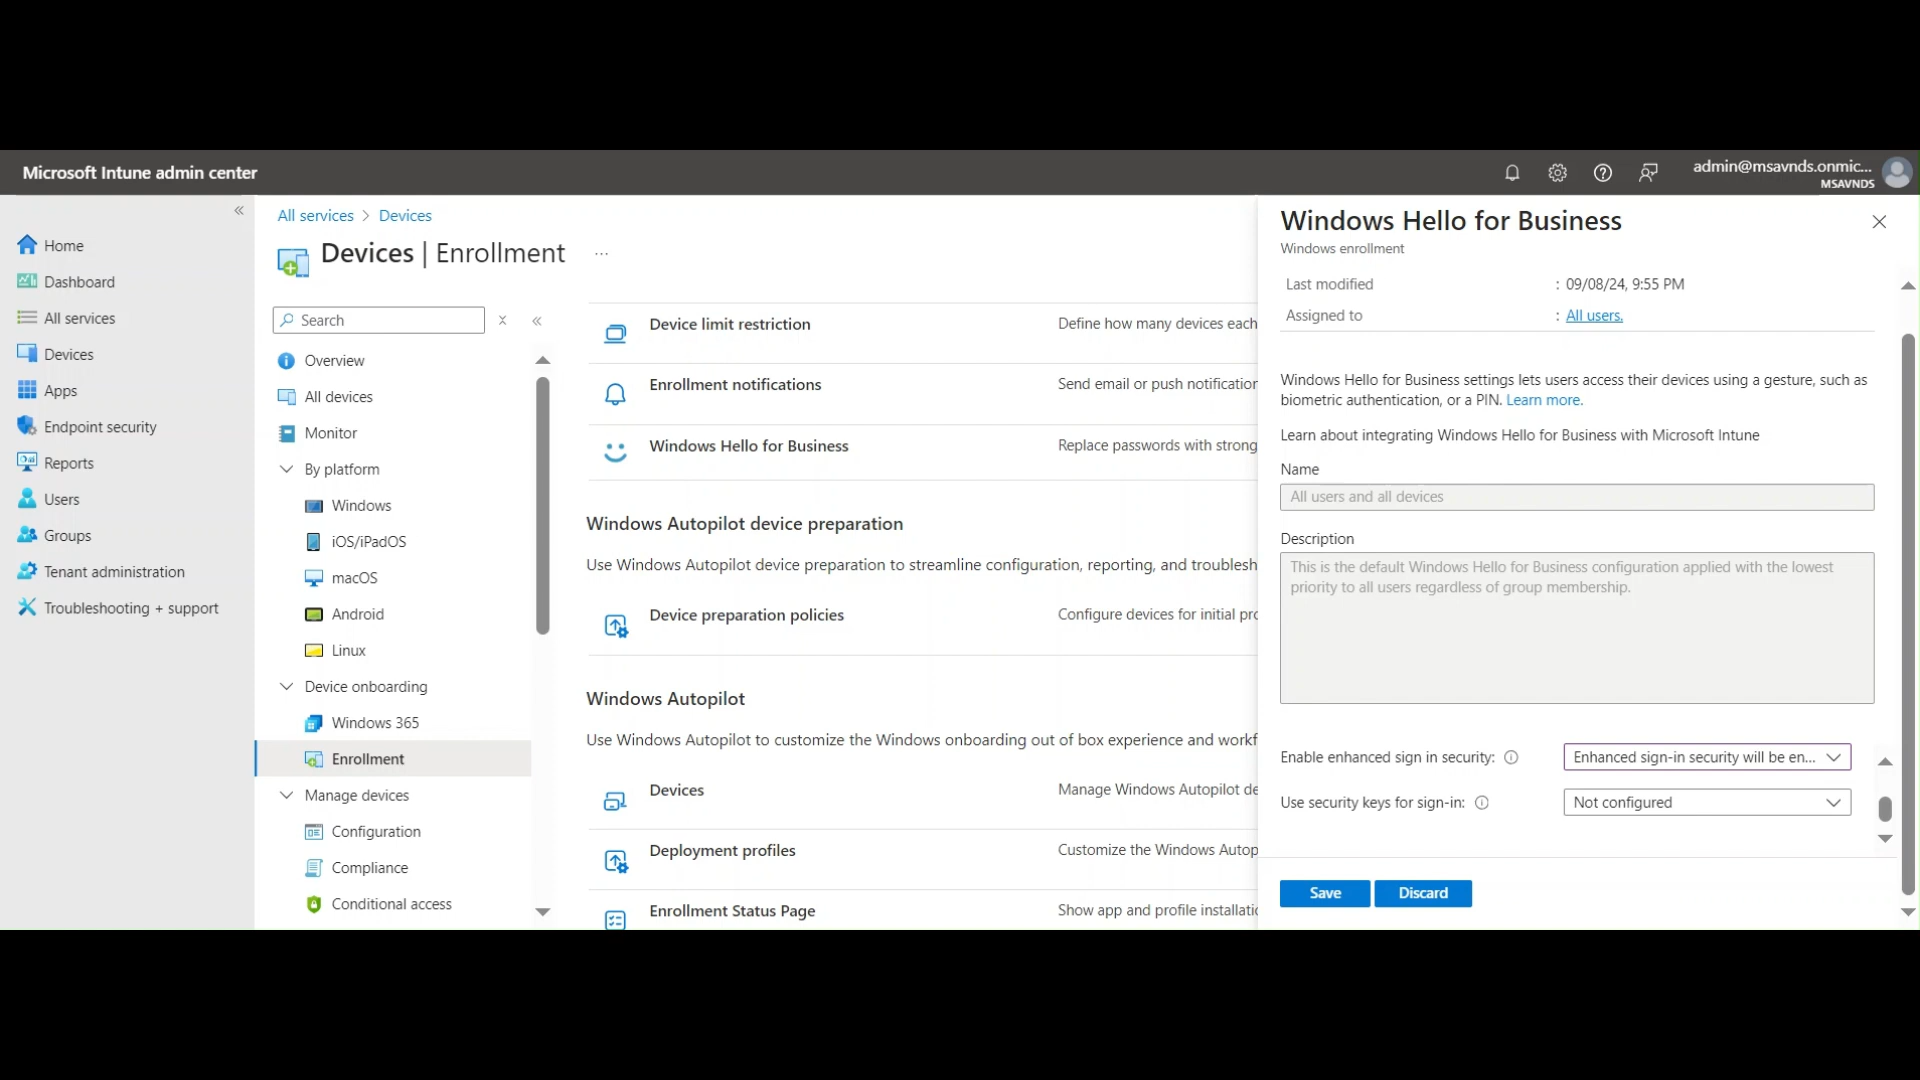 Microsoft Intune admin center
admin@msavnds.onmic...
MSAVNDS
Home
Dashboard
All services
Devices
Apps
Endpoint security
Reports
Users
Groups
Tenant administration
Troubleshooting + support
All services > Devices
Devices | Enrollment
...
Search
Overview
All devices
Monitor
By platform
Windows
iOS/iPadOS
macOS
Android
Linux
Device onboarding
Windows 365
Enrollment
Manage devices
Configuration
Compliance
Conditional access
Device limit restriction
Define how many devices each
Enrollment notifications
Send email or push notification
Windows Hello for Business
Replace passwords with strong
Windows Autopilot device preparation
Use Windows Autopilot device preparation to streamline configuration, reporting, and troublesh
Device preparation policies
Configure devices for initial pro
Windows Autopilot
Use Windows Autopilot to customize the Windows onboarding out of box experience and workf
Devices
Manage Windows Autopilot de
Deployment profiles
Customize the Windows Autop
Enrollment Status Page
Show app and profile installatio
Windows Hello for Business
Windows enrollment
Last modified : 09/08/24, 9:55 PM
Assigned to : All users.
Windows Hello for Business settings lets users access their devices using a gesture, such as
biometric authentication, or a PIN. Learn more.
Learn about integrating Windows Hello for Business with Microsoft Intune
Name
All users and all devices
Description
This is the default Windows Hello for Business configuration applied with the lowest
priority to all users regardless of group membership.
Enable enhanced sign in security: Enhanced sign-in security will be en...
Use security keys for sign-in: Not configured
Save Discard